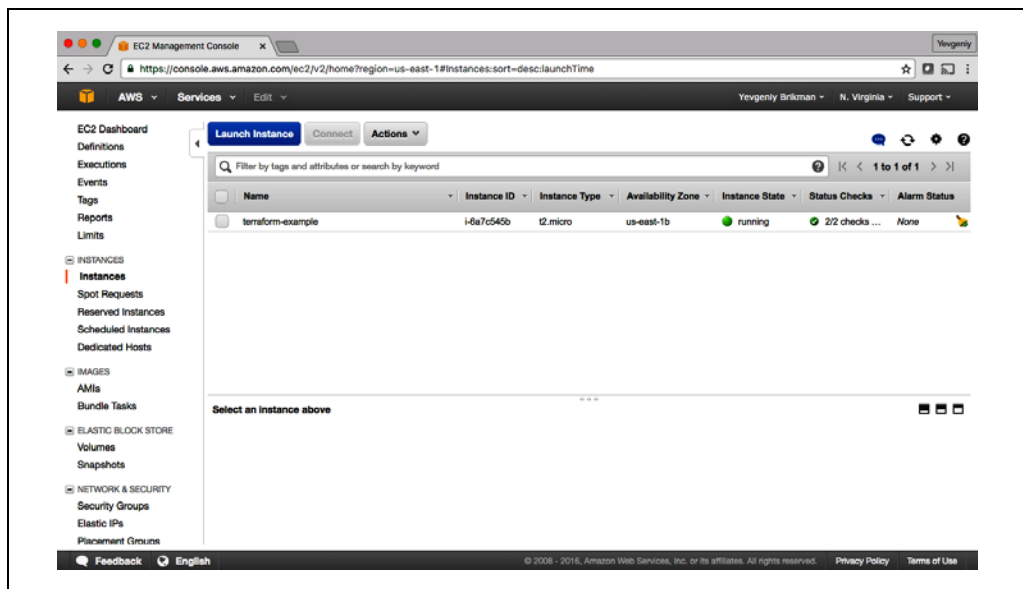 EC2 Management Console x
Yevgeniy
https://console.aws.amazon.com/ec2/v2/home?region=us-east-1#Instances:sort=desc:launchTime
AWS Services Edit Yevgeniy Brikman N. Virginia Support
EC2 Dashboard
Definitions
Executions
Events
Tags
Reports
Limits
INSTANCES
Instances
Spot Requests
Reserved Instances
Scheduled Instances
Dedicated Hosts
IMAGES
AMIs
Bundle Tasks
ELASTIC BLOCK STORE
Volumes
Snapshots
NETWORK & SECURITY
Security Groups
Elastic IPs
Placement Groups
Launch Instance Connect Actions
Filter by tags and attributes or search by keyword 1 to 1 of 1
Name Instance ID Instance Type Availability Zone Instance State Status Checks Alarm Status
terraform-example i-6a7c545b t2.micro us-east-1b running 2/2 checks ... None
Select an instance above
Feedback English © 2008 - 2016, Amazon Web Services, Inc. or its affiliates. All rights reserved. Privacy Policy Terms of Use